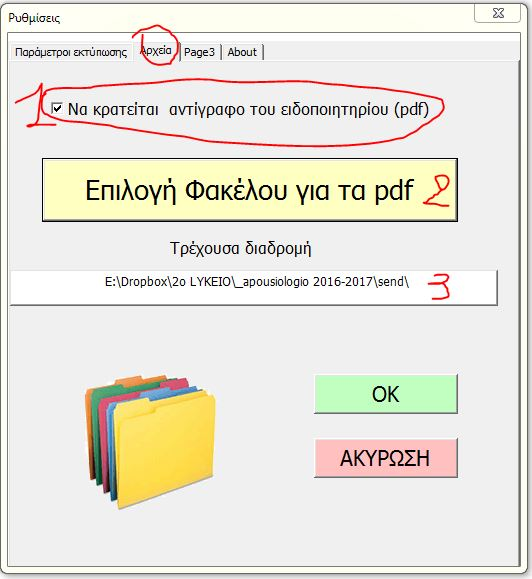 Ρυθμίσεις
Παράμετροι εκτύπωσης Αρχεία Page3 About
1 Να κρατείται αντίγραφο του ειδοποιητηρίου (pdf)
Επιλογή Φακέλου για τα pdf 2
Τρέχουσα διαδρομή
E:\Dropbox\2ο LYKEIO\_apousiologio 2016-2017\send\ 3
OK
ΑΚΥΡΩΣΗ